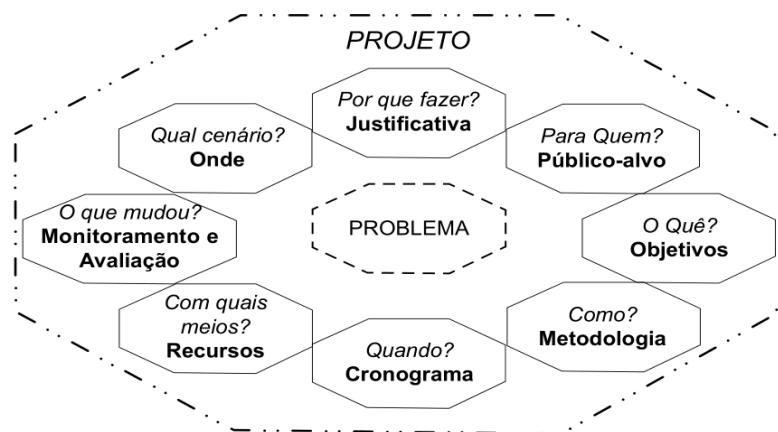 PROJETO
Por que fazer?
Justificativa
Qual cenário?
Onde
Para Quem?
Público-alvo
O que mudou?
Monitoramento e
Avaliação
PROBLEMA
O Quê?
Objetivos
Com quais
meios?
Recursos
Quando?
Cronograma
Como?
Metodologia